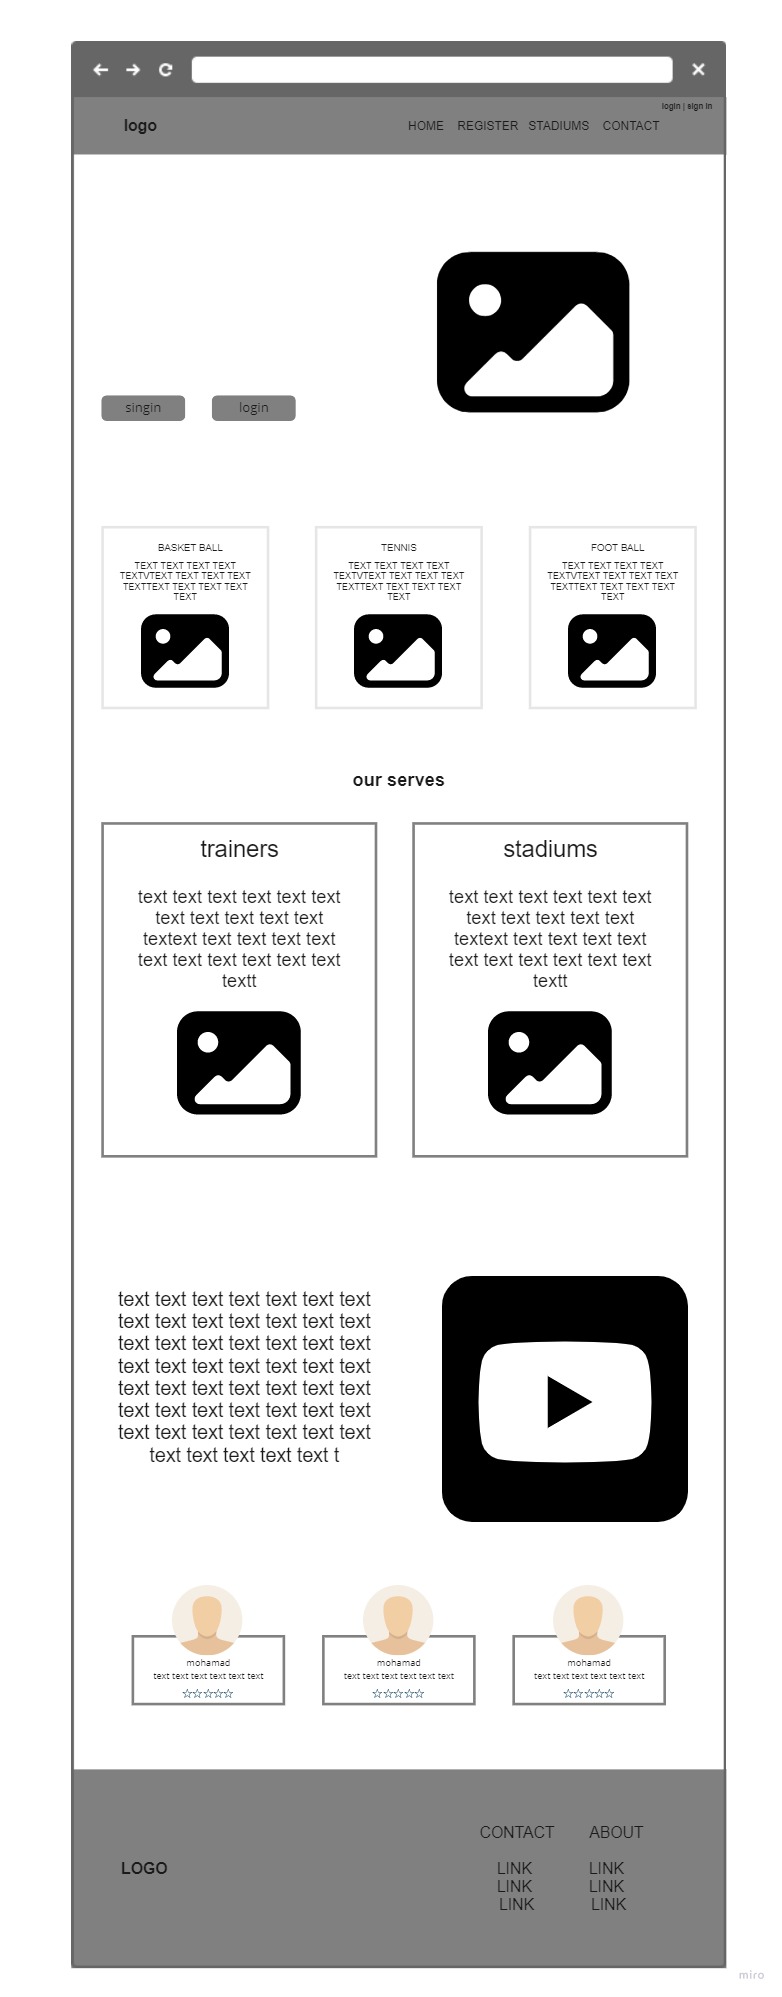 login | sign in
logo
HOME REGISTER STADIUMS CONTACT
singin login
BASKET BALL
TEXT TEXT TEXT TEXT
TEXTVTEXT TEXT TEXT TEXT
TEXTTEXT TEXT TEXT TEXT
TEXT
TENNIS
TEXT TEXT TEXT TEXT
TEXTVTEXT TEXT TEXT TEXT
TEXTTEXT TEXT TEXT TEXT
TEXT
FOOT BALL
TEXT TEXT TEXT TEXT
TEXTVTEXT TEXT TEXT TEXT
TEXTTEXT TEXT TEXT TEXT
TEXT
our serves
trainers
text text text text text text
text text text text text
textext text text text text
text text text text text text
textt
stadiums
text text text text text text
text text text text text
textext text text text text
text text text text text text
textt
text text text text text text text
text text text text text text text
text text text text text text text
text text text text text text text
text text text text text text text
text text text text text text text
text text text text text text text
text text text text text t
mohamad
text text text text text text
☆☆☆☆☆
mohamad
text text text text text text
☆☆☆☆☆
mohamad
text text text text text text
☆☆☆☆☆
LOGO
CONTACT
LINK
LINK
LINK
ABOUT
LINK
LINK
LINK
miro